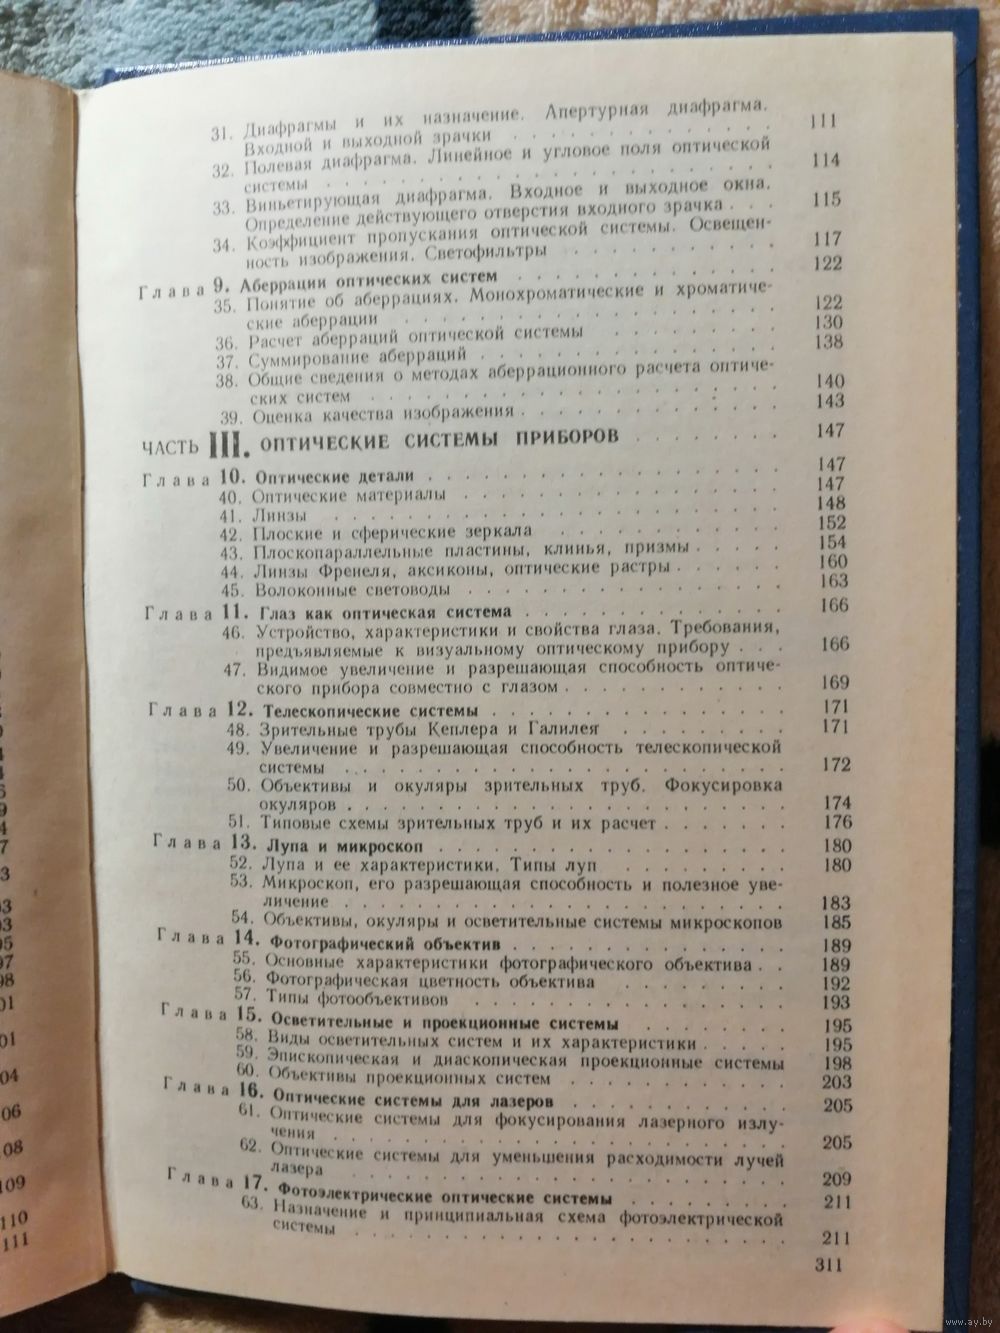 31. Диафрагмы и их назначение. Апертурная диафрагма.
Входной и выходной зрачки . . . . . . . . . . . . 111
32. Полевая диафрагма. Линейное и угловое поля оптической
системы . . . . . . . . . . . . 114
33. Виньетирующая диафрагма. Входное и выходное окна.
Определение действующего отверстия входного зрачка . . . 115
34. Коэффициент пропускания оптической системы. Освещен-
ность изображения. Светофильтры . . . . . . . . 117
Глава 9. Аберрации оптических систем . . . . . . . . . . 122
35. Понятие об аберрациях. Монохроматические и хроматиче-
ские аберрации . . . . . . . . . . . . 122
36. Расчет аберраций оптической системы . . . . . . . 130
37. Суммирование аберраций . . . . . . . . . . . . 138
38. Общие сведения о методах аберрационного расчета оптиче-
ских систем . . . . . . . . . . . . 140
39. Оценка качества изображения . . . . . . . . . . . 143
ЧАСТЬ III. ОПТИЧЕСКИЕ СИСТЕМЫ ПРИБОРОВ . . . . . . . . 147
Глава 10. Оптические детали . . . . . . . . . . . . 147
40. Оптические материалы . . . . . . . . . . . . 147
41. Линзы . . . . . . . . . . . . 148
42. Плоские и сферические зеркала . . . . . . . . . 152
43. Плоскопараллельные пластины, клинья, призмы . . . . . 154
44. Линзы Френеля, аксиконы, оптические растры . . . . . . 160
45. Волоконные световоды . . . . . . . . . . . . 163
Глава 11. Глаз как оптическая система . . . . . . . . . . . 166
46. Устройство, характеристики и свойства глаза. Требования,
предъявляемые к визуальному оптическому прибору . . . 166
47. Видимое увеличение и разрешающая способность оптиче-
ского прибора совместно с глазом . . . . . . . . . . 169
Глава 12. Телескопические системы . . . . . . . . . . . . 171
48. Зрительные трубы Кеплера и Галилея . . . . . . . 171
49. Увеличение и разрешающая способность телескопической
системы . . . . . . . . . . . . 172
50. Объективы и окуляры зрительных труб. Фокусировка
окуляров . . . . . . . . . . . . 174
51. Типовые схемы зрительных труб и их расчет . . . . . . . 176
Глава 13. Лупа и микроскоп . . . . . . . . . . . . 180
52. Лупа и ее характеристики. Типы луп . . . . . . . 180
53. Микроскоп, его разрешающая способность и полезное уве-
личение . . . . . . . . . . . . 183
54. Объективы, окуляры и осветительные системы микроскопов 185
Глава 14. Фотографический объектив . . . . . . . . . . . 189
55. Основные характеристики фотографического объектива . . 189
56. Фотографическая цветность объектива . . . . . . . 192
57. Типы фотообъективов . . . . . . . . . . . . 193
Глава 15. Осветительные и проекционные системы . . . . . . . 195
58. Виды осветительных систем и их характеристики . . . . . 195
59. Эпископическая и диаскопическая проекционные системы 198
60. Объективы проекционных систем . . . . . . . . . 203
Глава 16. Оптические системы для лазеров . . . . . . . . . 205
61. Оптические системы для фокусирования лазерного излу-
чения . . . . . . . . . . . . 205
62. Оптические системы для уменьшения расходимости лучей
лазера . . . . . . . . . . . . 209
Глава 17. Фотоэлектрические оптические системы . . . . . . . 211
63. Назначение и принципиальная схема фотоэлектрической
системы . . . . . . . . . . . . 211
311
www.ay.by